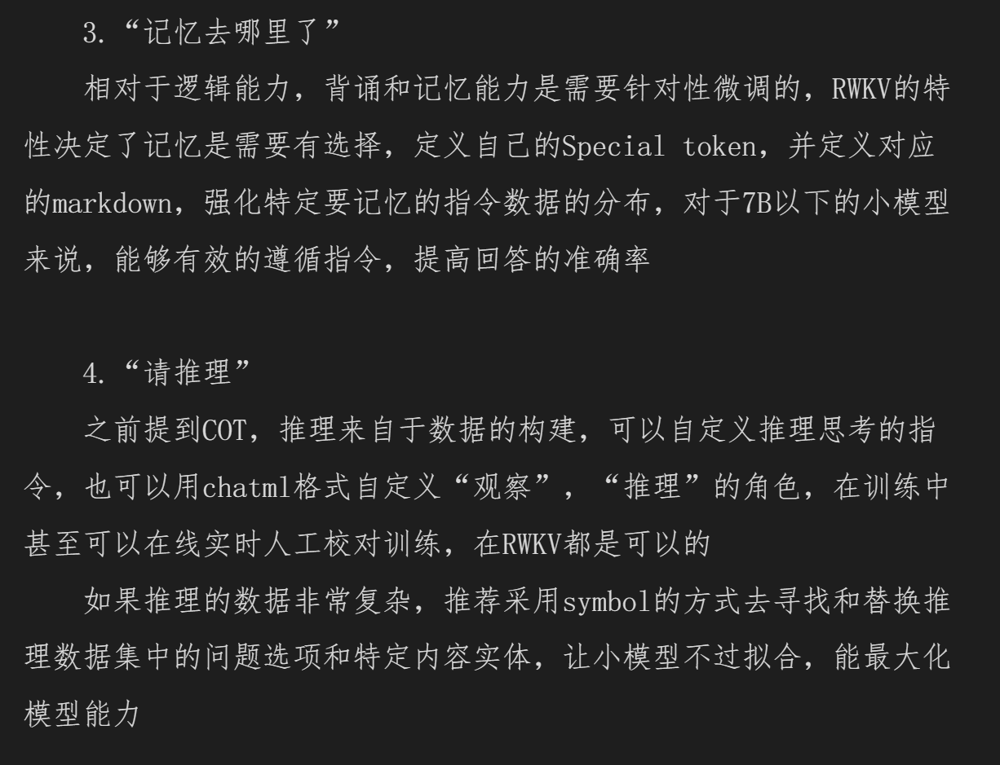 3. “记忆去哪里了”
相对于逻辑能力，背诵和记忆能力是需要针对性微调的，RWKV的特
性决定了记忆是需要有选择，定义自己的Special token，并定义对应
的markdown，强化特定要记忆的指令数据的分布，对于7B以下的小模型
来说，能够有效的遵循指令，提高回答的准确率
4. “请推理”
之前提到COT，推理来自于数据的构建，可以自定义推理思考的指
令，也可以用chatml格式自定义“观察”，“推理”的角色，在训练中
甚至可以在线实时人工校对训练，在RWKV都是可以的
如果推理的数据非常复杂，推荐采用symbol的方式去寻找和替换推
理数据集中的问题选项和特定内容实体，让小模型不过拟合，能最大化
模型能力